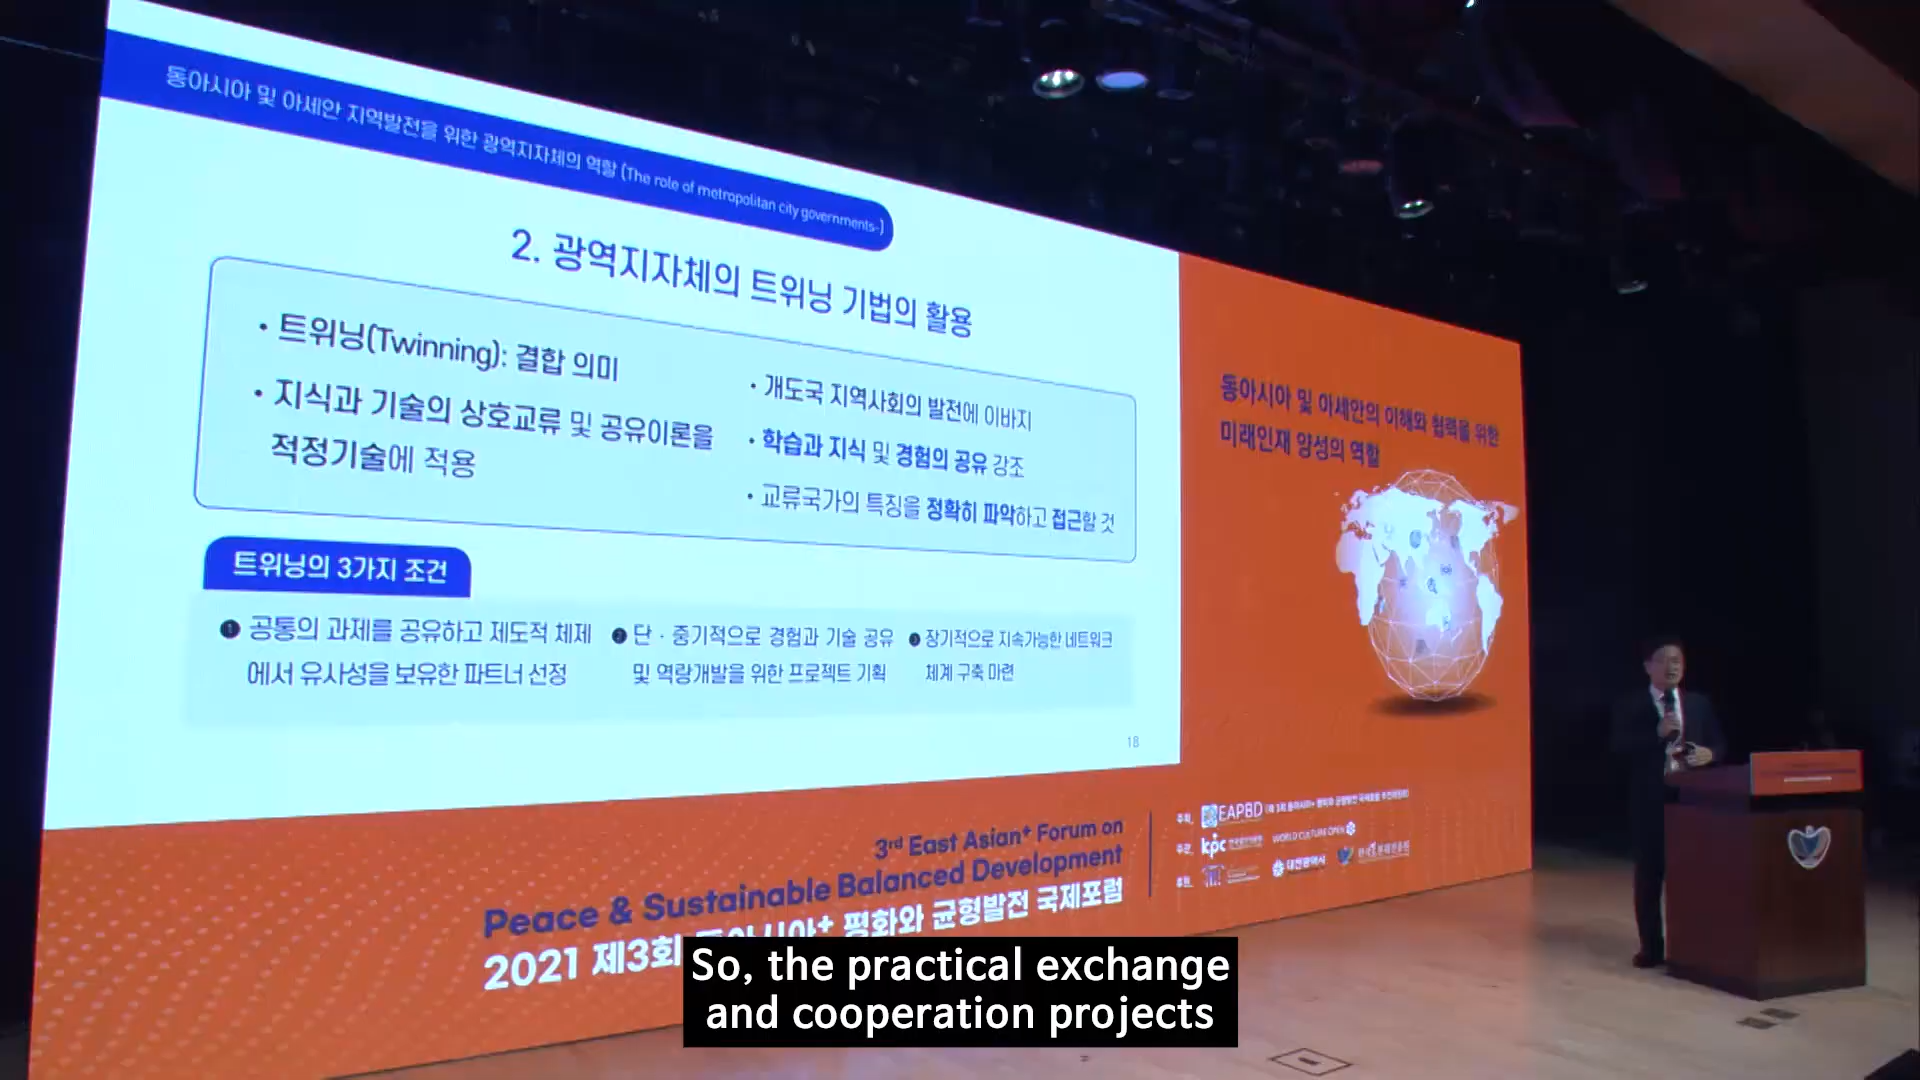 동아시아 및 아세안 지역발전을 위한 광역지자체의 역할 (The role of metropolitan city governments-)
2. 광역지자체의 트위닝 기법의 활용
• 트위닝(Twinning): 결합 의미
• 지식과 기술의 상호교류 및 공유이론을
적정기술에 적용
• 개도국 지역사회의 발전에 이바지
• 학습과 지식 및 경험의 공유 강조
• 교류국가의 특징을 정확히 파악하고 접근할 것
트위닝의 3가지 조건
❶ 공통의 과제를 공유하고 제도적 체제
에서 유사성을 보유한 파트너 선정
❷ 단 · 중기적으로 경험과 기술 공유
및 역량개발을 위한 프로젝트 기획
❸ 장기적으로 지속가능한 네트워크
체계 구축 마련
18
동아시아 및 아세안의 이해와 협력을 위한
미래인재 양성의 역할
3rd East Asian+ Forum on
Peace & Sustainable Balanced Development
2021 제3회 동아시아+ 평화와 균형발전 국제포럼
주최. EAPBD
주관. kpc WORLD CULTURE OPEN
후원. 대전광역시
So, the practical exchange
and cooperation projects